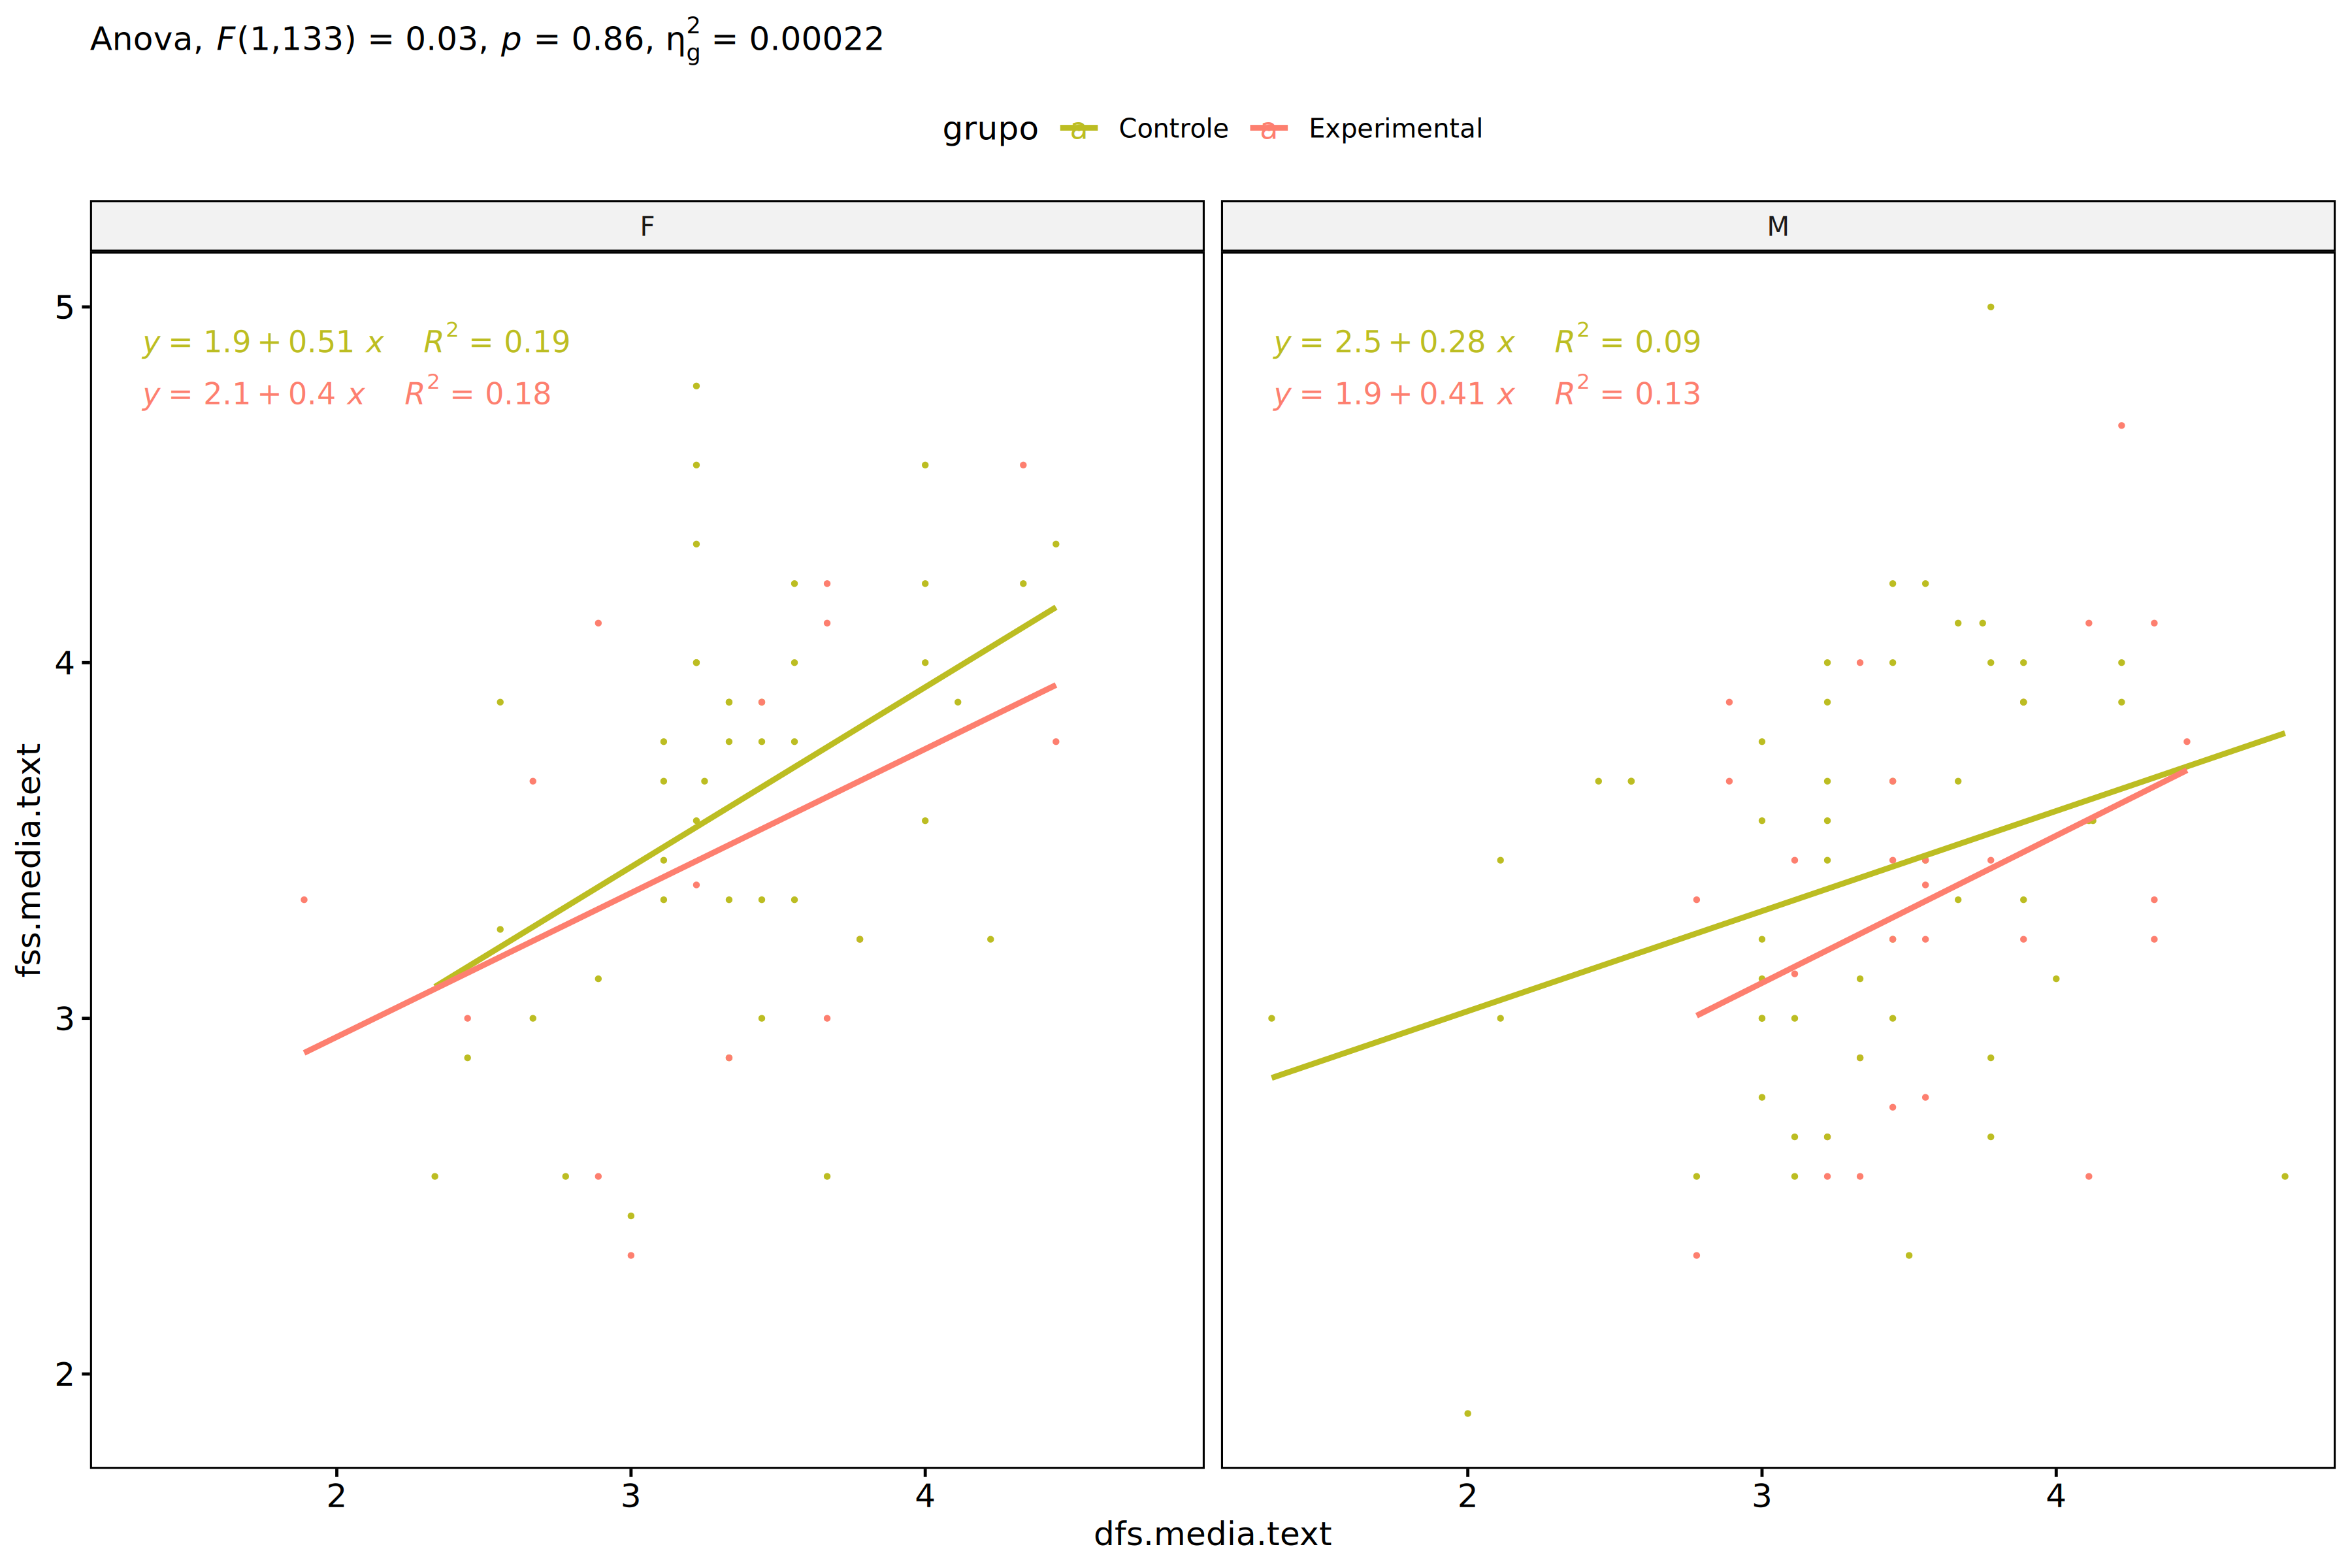 Anova, F(1,133) = 0.03, p = 0.86, η²g = 0.00022
grupo a Controle a Experimental
F
M
y = 1.9 + 0.51 x R² = 0.19
y = 2.1 + 0.4 x R² = 0.18
y = 2.5 + 0.28 x R² = 0.09
y = 1.9 + 0.41 x R² = 0.13
fss.media.text
5
4
3
2
2 3 4
2 3 4
dfs.media.text